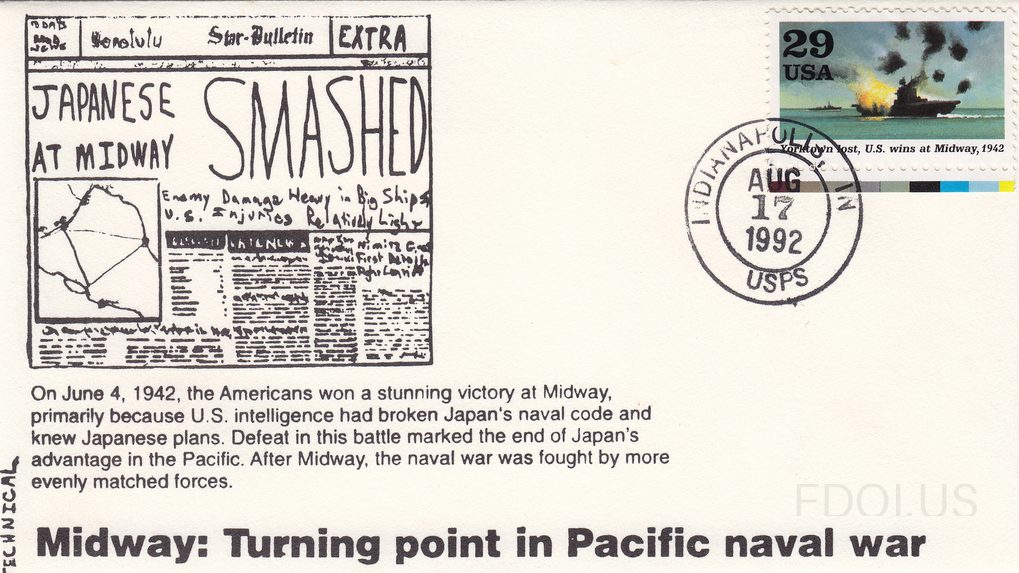 Honolulu Star-Bulletin EXTRA
JAPANESE
AT MIDWAY
SMASHED
Enemy Damage Heavy in Big Ships
U.S. Injuries Relatively Light
LATE NEWS
29
USA
Yorktown lost, U.S. wins at Midway, 1942
INDIANAPOLIS, IN
AUG
17
1992
USPS
On June 4, 1942, the Americans won a stunning victory at Midway,
primarily because U.S. intelligence had broken Japan's naval code and
knew Japanese plans. Defeat in this battle marked the end of Japan's
advantage in the Pacific. After Midway, the naval war was fought by more
evenly matched forces.
TECHNICAL
FDOI.US
Midway: Turning point in Pacific naval war